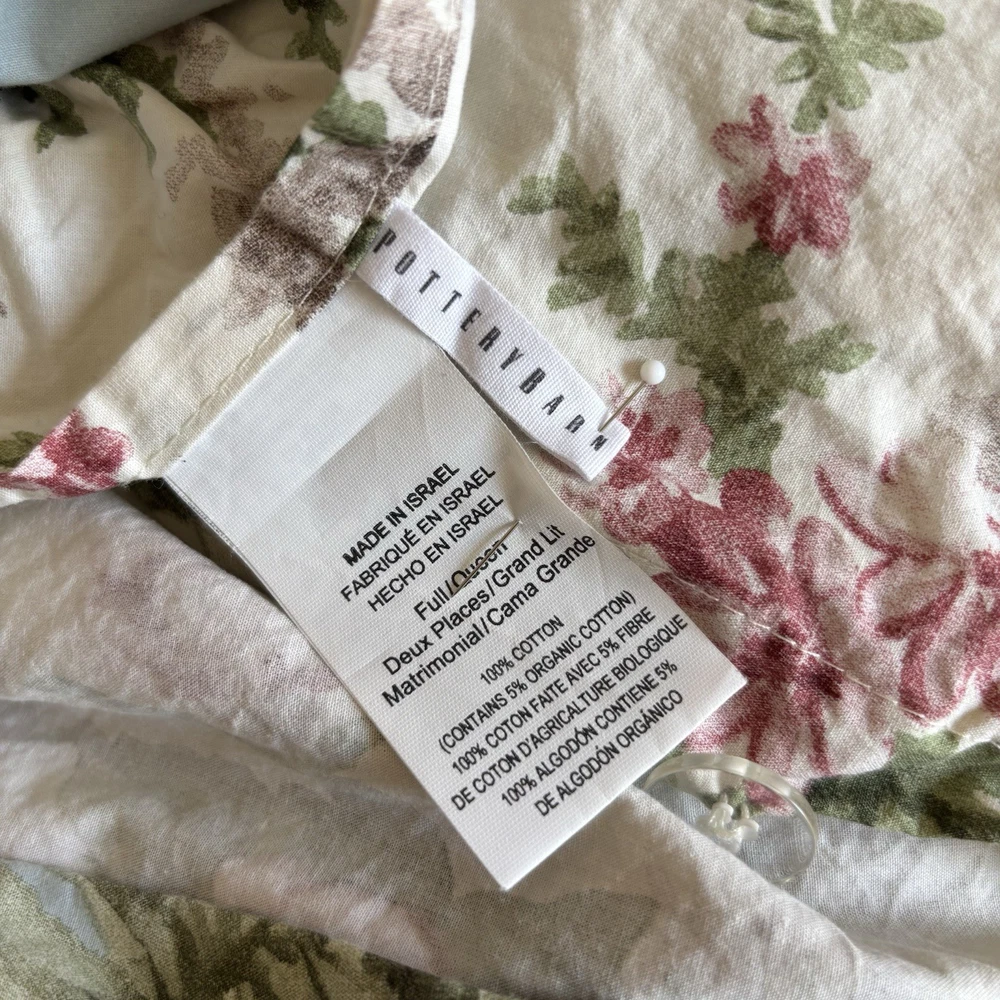 POTTERYBARN
MADE IN ISRAEL
FABRIQUÉ EN ISRAEL
HECHO EN ISRAEL
Full/Queen
Deux Places/Grand Lit
Matrimonial/Cama Grande
100% COTTON
(CONTAINS 5% ORGANIC COTTON)
100% COTON FAITE AVEC 5% FIBRE
DE COTON D'AGRICALTURE BIOLOGIQUE
100% ALGODÓN CONTIENE 5%
DE ALGODÓN ORGÁNICO